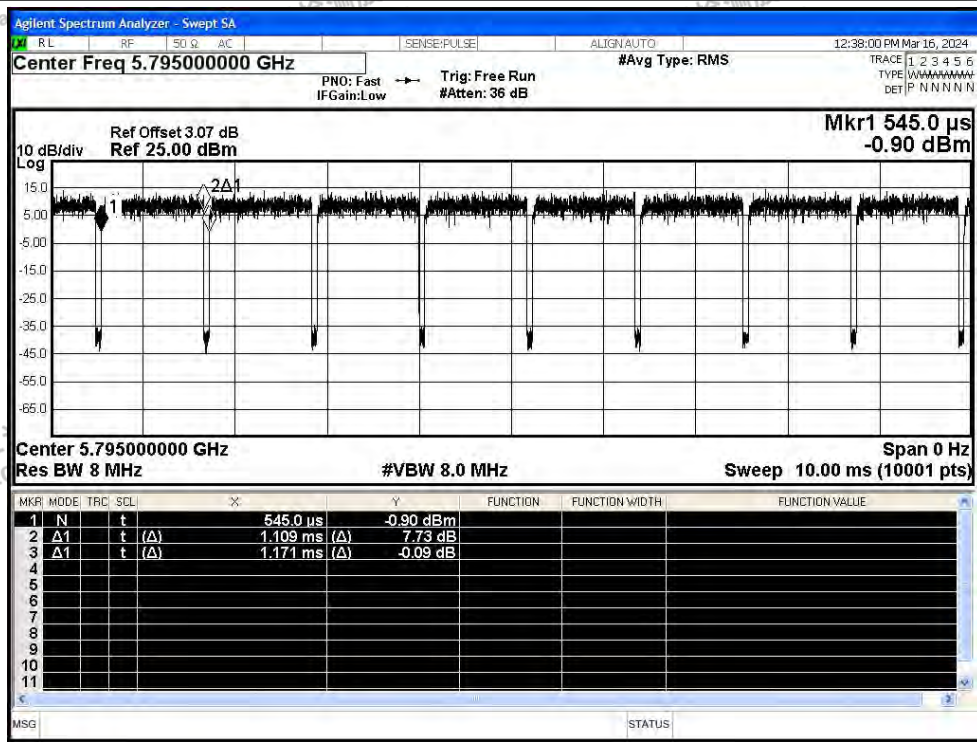 Agilent Spectrum Analyzer - Swept SA
RL RF 50 Ω AC SENSE:PULSE ALIGNAUTO 12:38:00 PM Mar 16, 2024
Center Freq 5.795000000 GHz #Avg Type: RMS TRACE 1 2 3 4 5 6
PNO: Fast Trig: Free Run TYPE WWWWWW
IFGain:Low #Atten: 36 dB DET P N N N N N
Mkr1 545.0 µs
Ref Offset 3.07 dB
10 dB/div Ref 25.00 dBm -0.90 dBm
Log
15.0
2Δ1
1
5.00
-5.00
-15.0
-25.0
-35.0
-45.0
-55.0
-65.0
Center 5.795000000 GHz Span 0 Hz
Res BW 8 MHz #VBW 8.0 MHz Sweep 10.00 ms (10001 pts)
MKR MODE TRC SCL X Y FUNCTION FUNCTION WIDTH FUNCTION VALUE
1 N t 545.0 µs -0.90 dBm
2 Δ1 t (Δ) 1.109 ms (Δ) 7.73 dB
3 Δ1 t (Δ) 1.171 ms (Δ) -0.09 dB
4
5
6
7
8
9
10
11
MSG STATUS